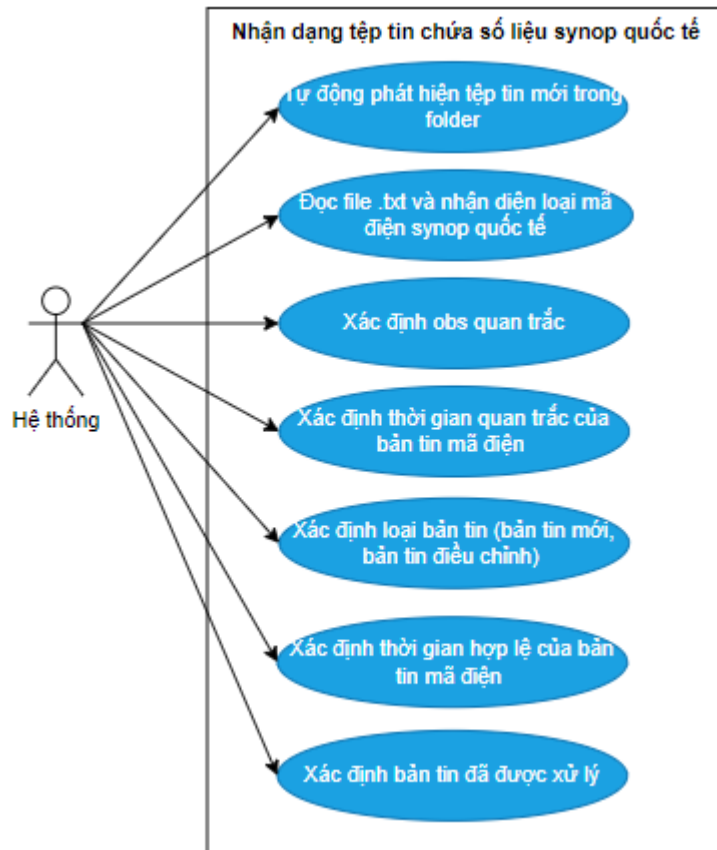 Nhận dạng tệp tin chứa số liệu synop quốc tế
Tự động phát hiện tệp tin mới trong
folder
Đọc file .txt và nhận diện loại mã
điện synop quốc tế
Xác định obs quan trắc
Hệ thống
Xác định thời gian quan trắc của
bản tin mã điện
Xác định loại bản tin (bản tin mới,
bản tin điều chỉnh)
Xác định thời gian hợp lệ của bản
tin mã điện
Xác định bản tin đã được xử lý